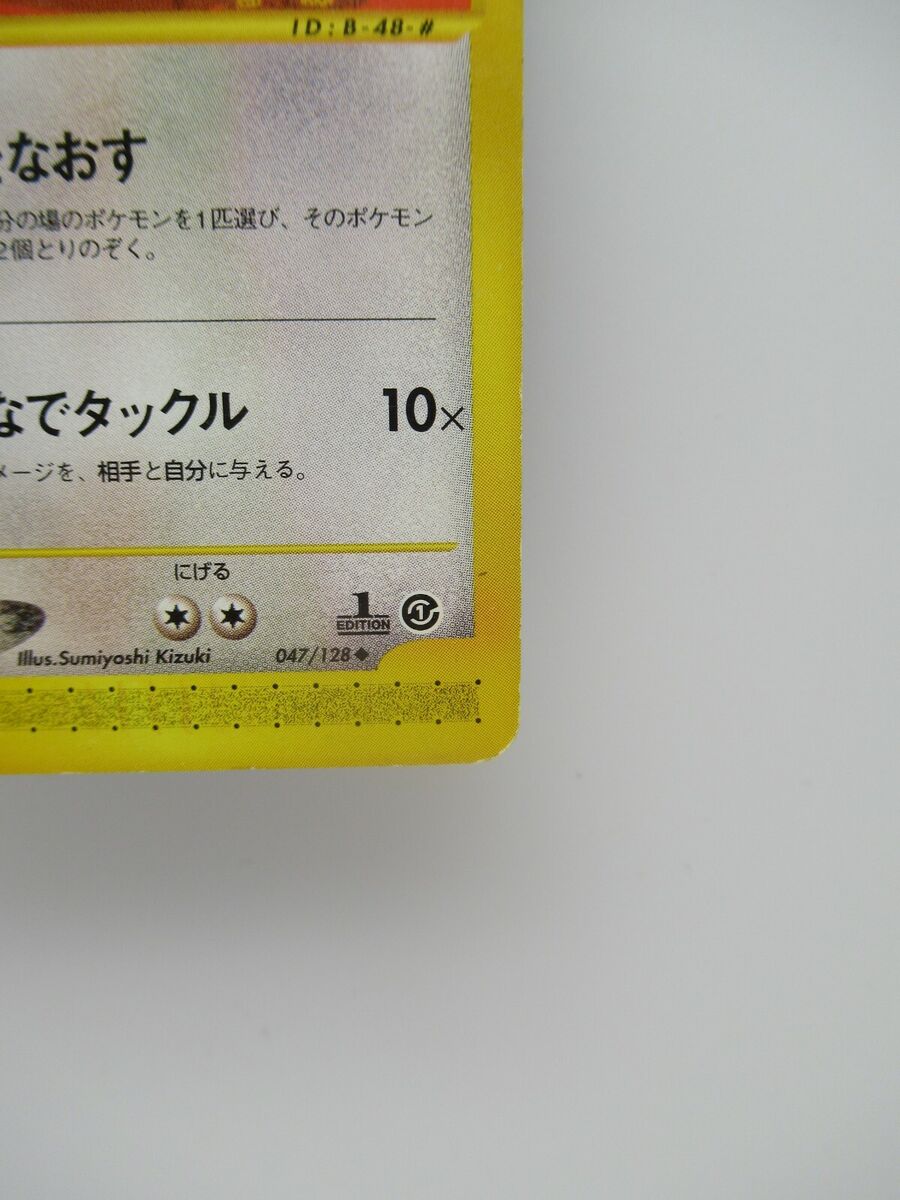 ID:B-48-#
なおす
分の場のポケモンを1匹選び、そのポケモン
2個とりのぞく。
なでタックル 10×
メージを、相手と自分に与える。
にげる
1
EDITION
1
Illus.Sumiyoshi Kizuki 047/128◆